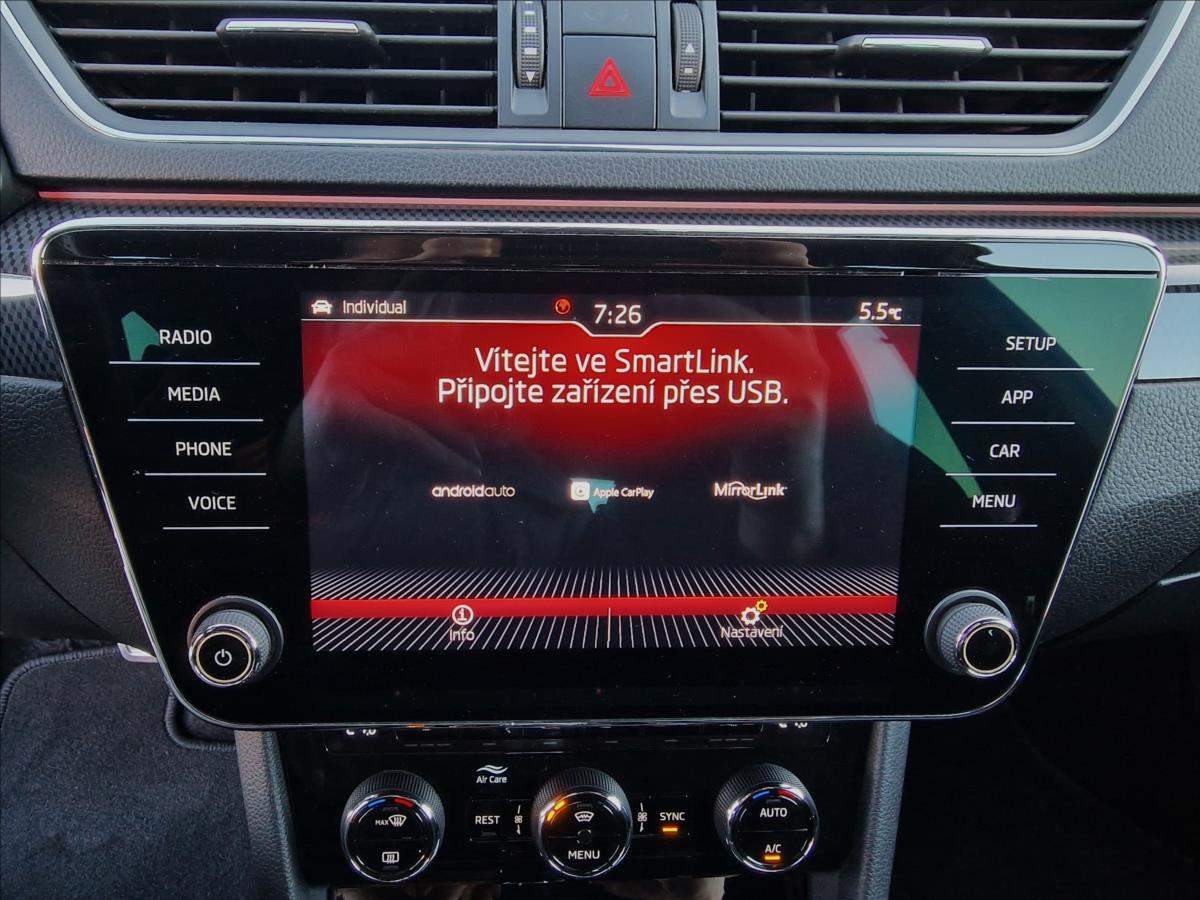 Individual
7:26
5.5°C
Vítejte ve SmartLink.
Připojte zařízení přes USB.
RADIO
MEDIA
PHONE
VOICE
SETUP
APP
CAR
MENU
androidauto
Apple CarPlay
MirrorLink
Info
Nastavení
Air Care
MAX
REST
MENU
SYNC
AUTO
A/C